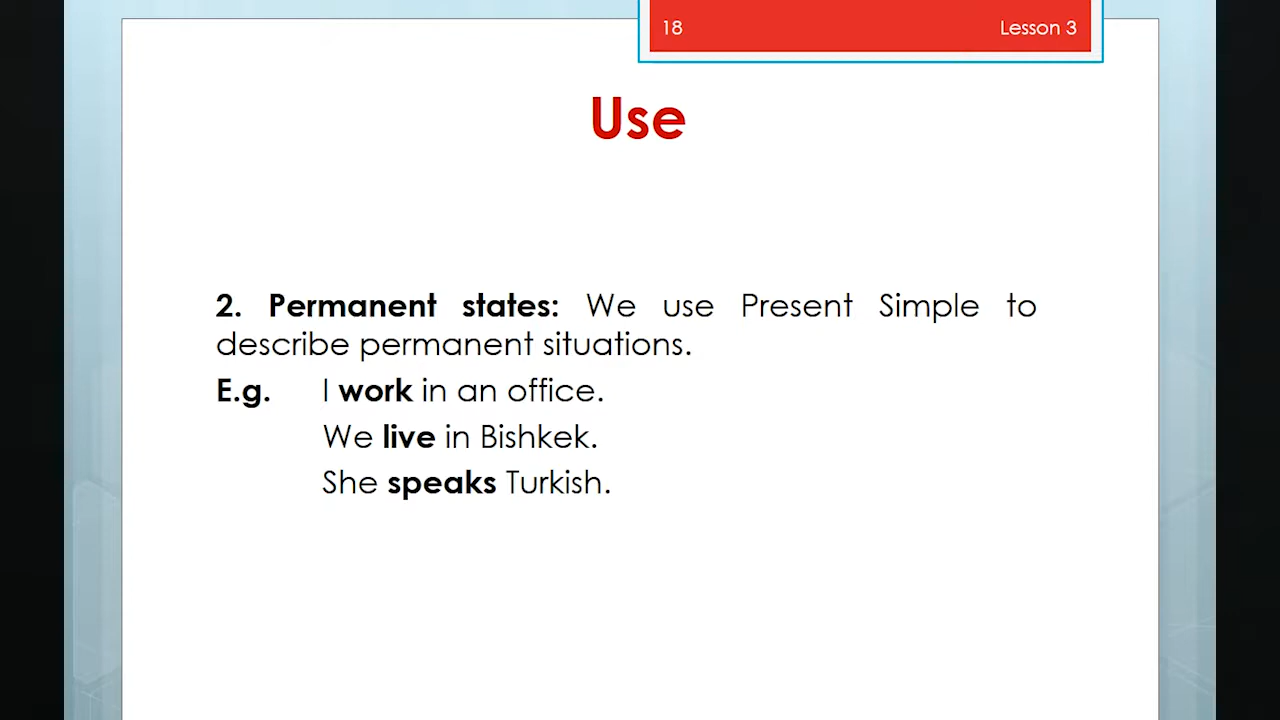 18 Lesson 3
Use
2. Permanent states: We use Present Simple to
describe permanent situations.
E.g. I work in an office.
We live in Bishkek.
She speaks Turkish.